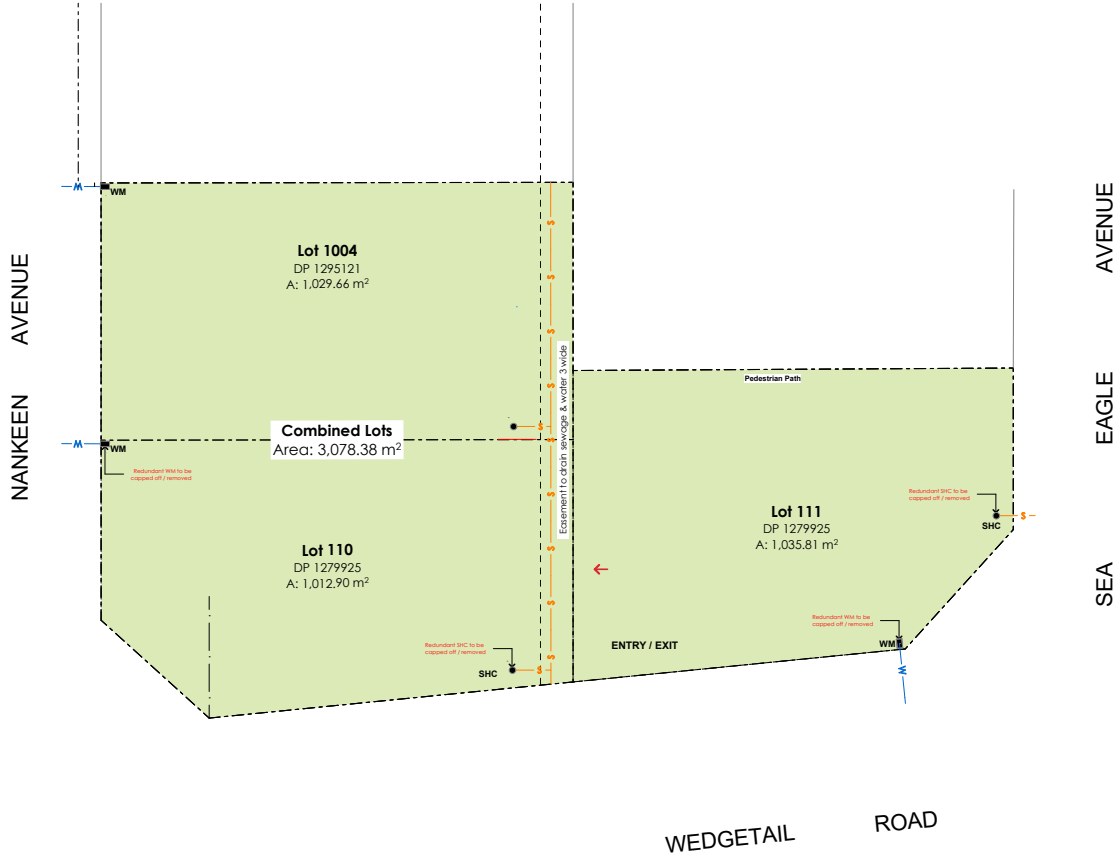 W
WM
Lot 1004
DP 1295121
A: 1,029.66 m²
S
S
S
S
NANKEEN AVENUE
SEA EAGLE AVENUE
Easement to drain sewage & water 3 wide
Pedestrian Path
S
S
Combined Lots
Area: 3,078.38 m²
W
WM
Redundant WM to be
capped off / removed
Lot 110
DP 1279925
A: 1,012.90 m²
S
S
S
S
Lot 111
DP 1279925
A: 1,035.81 m²
Redundant SHC to be
capped off / removed
S
SHC
Redundant WM to be
capped off / removed
WM
W
ENTRY / EXIT
Redundant SHC to be
capped off / removed
S
SHC
WEDGETAIL ROAD